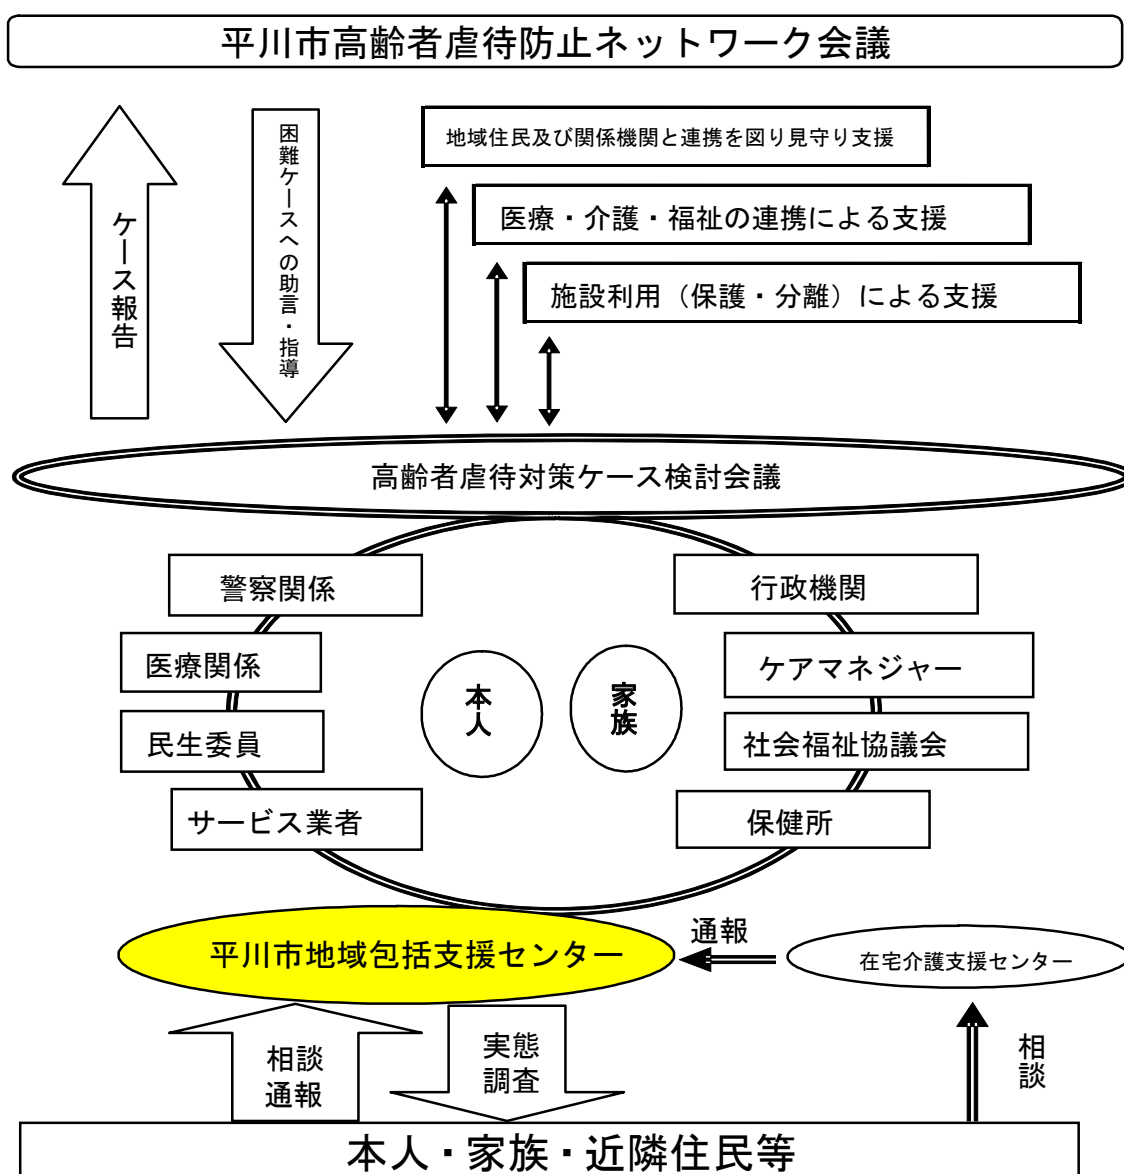 平川市高齢者虐待防止ネットワーク会議
ケース報告
困難ケースへの助言・指導
地域住民及び関係機関と連携を図り見守り支援
医療・介護・福祉の連携による支援
施設利用（保護・分離）による支援
高齢者虐待対策ケース検討会議
警察関係
行政機関
医療関係
ケアマネジャー
本人
家族
民生委員
社会福祉協議会
サービス業者
保健所
平川市地域包括支援センター
通報
在宅介護支援センター
相談
通報
実態
調査
相談
本人・家族・近隣住民等